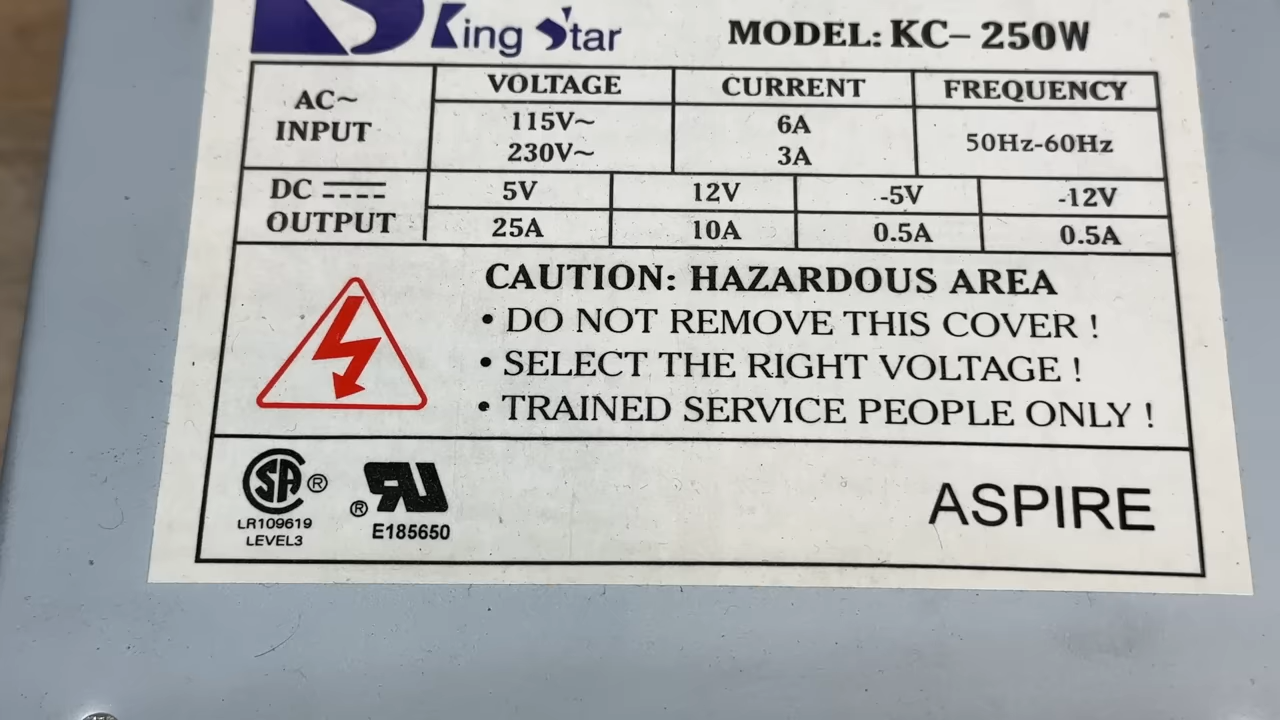 King Star MODEL: KC-250W
VOLTAGE CURRENT FREQUENCY
AC~ INPUT
115V~ 6A 50Hz-60Hz
230V~ 3A
DC OUTPUT
5V 12V -5V -12V
25A 10A 0.5A 0.5A
CAUTION: HAZARDOUS AREA
• DO NOT REMOVE THIS COVER !
• SELECT THE RIGHT VOLTAGE !
• TRAINED SERVICE PEOPLE ONLY !
SA ®
LR109619
LEVEL3
® RU
E185650
ASPIRE